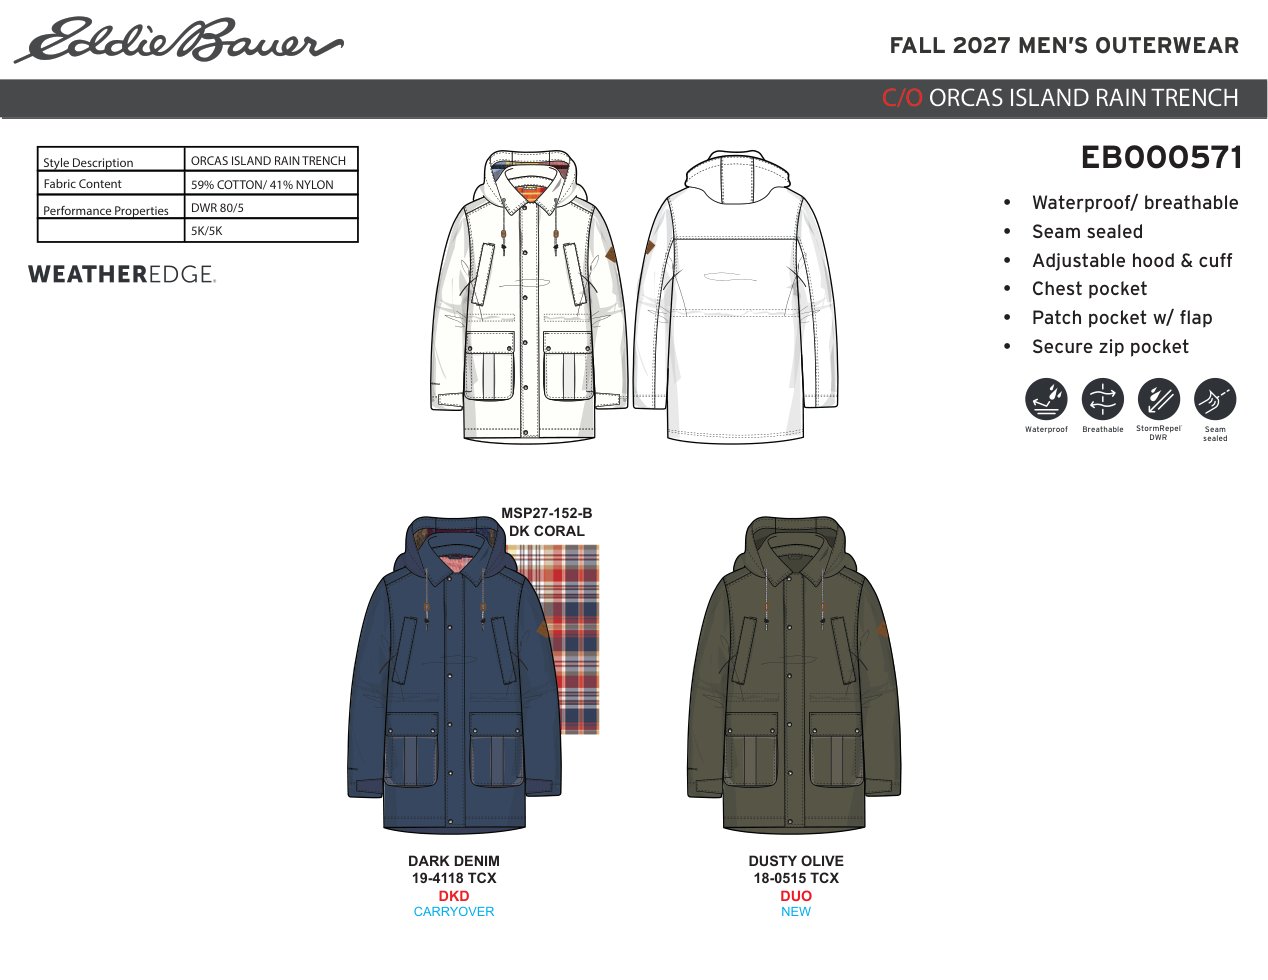 Eddie Bauer
FALL 2027 MEN'S OUTERWEAR
C/O ORCAS ISLAND RAIN TRENCH
Style Description ORCAS ISLAND RAIN TRENCH
Fabric Content 59% COTTON/ 41% NYLON
Performance Properties DWR 80/5
5K/5K
WEATHEREDGE
EB000571
• Waterproof/ breathable
• Seam sealed
• Adjustable hood & cuff
• Chest pocket
• Patch pocket w/ flap
• Secure zip pocket
Waterproof
Breathable
StormRepel
DWR
Seam
sealed
MSP27-152-B
DK CORAL
DARK DENIM
19-4118 TCX
DKD
CARRYOVER
DUSTY OLIVE
18-0515 TCX
DUO
NEW